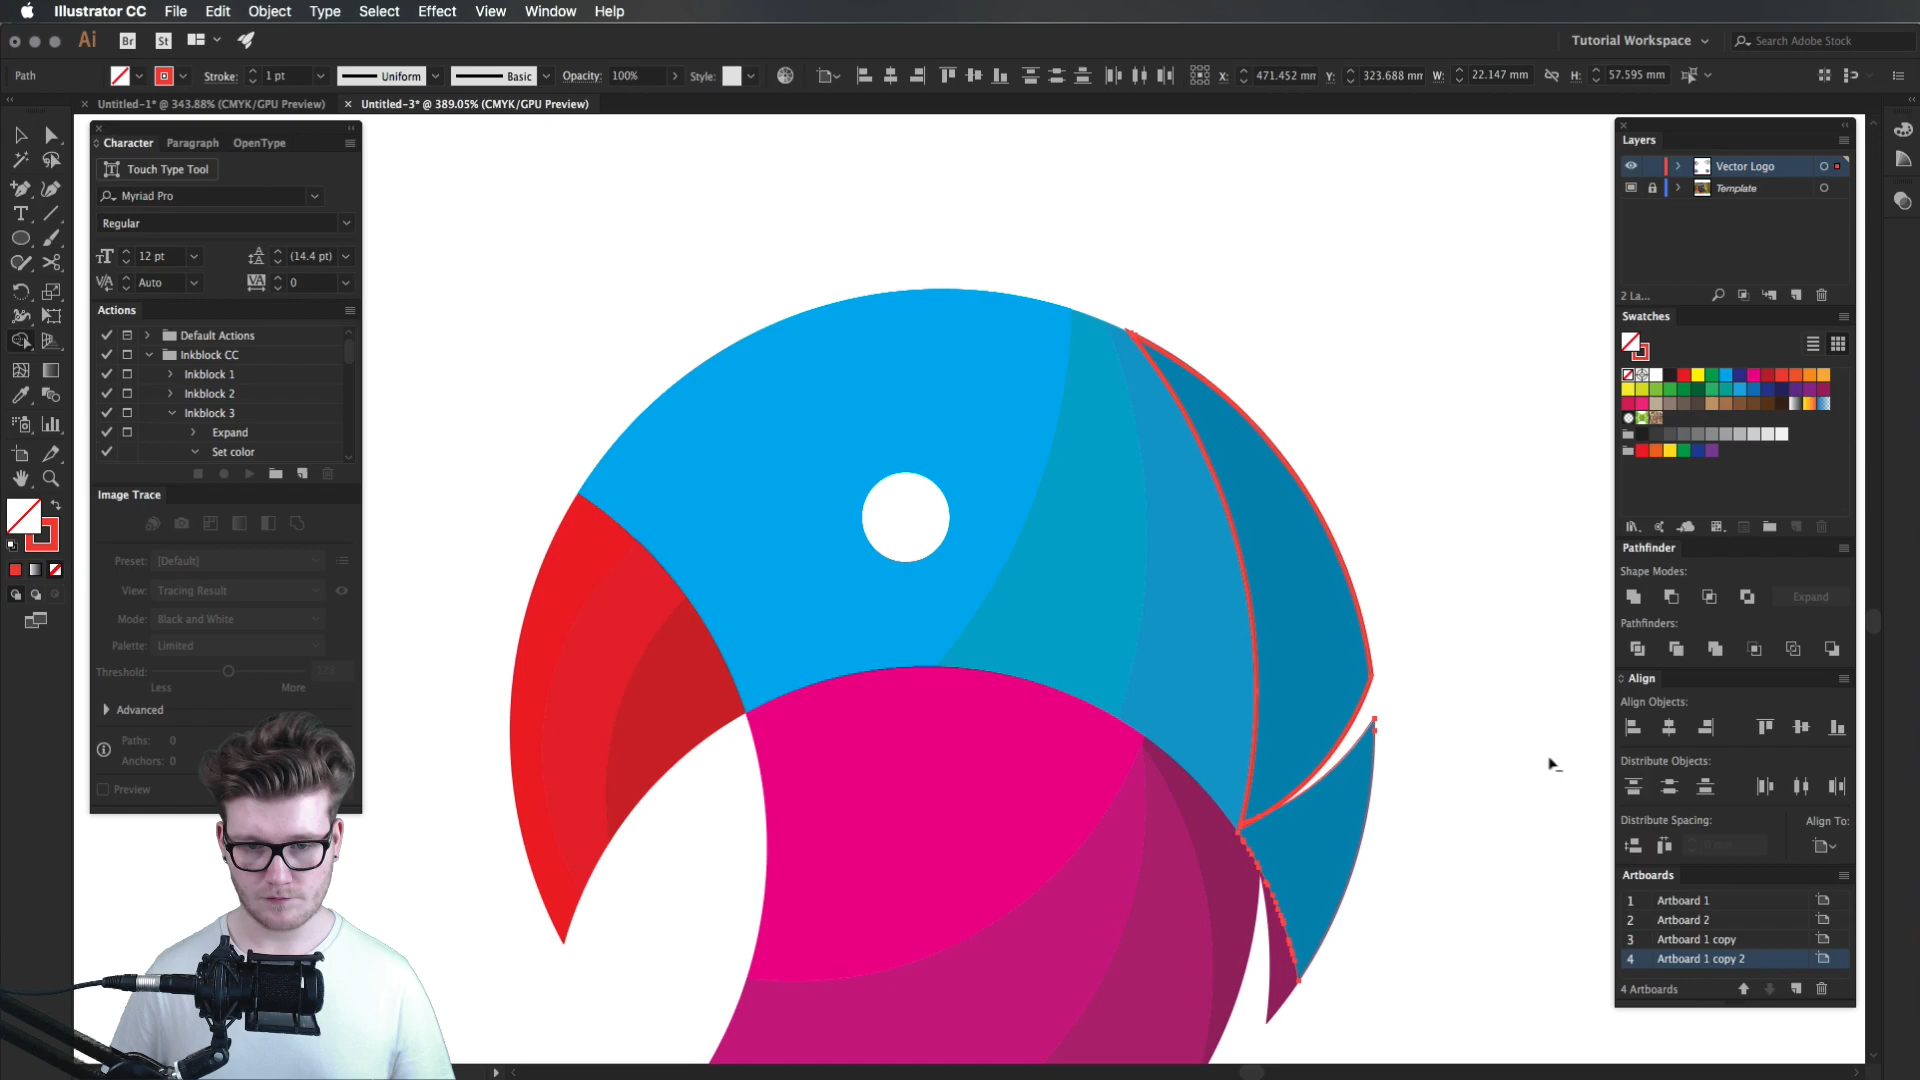 Illustrator CC File Edit Object Type Select Effect View Window Help
Ai Br St Tutorial Workspace Search Adobe Stock
Path Stroke: 1 pt Uniform Basic Opacity: 100% Style: X: 471.452 mm Y: 323.688 mm W: 22.147 mm H: 57.595 mm
Untitled-1* @ 343.88% (CMYK/GPU Preview) Untitled-3* @ 389.05% (CMYK/GPU Preview)
Character Paragraph OpenType
Touch Type Tool
Myriad Pro
Regular
12 pt (14.4 pt)
Auto 0
Actions
Default Actions
Inkblock CC
Inkblock 1
Inkblock 2
Inkblock 3
Expand
Set color
Image Trace
Preset: [Default]
View: Tracing Result
Mode: Black and White
Palette: Limited
Threshold:
Less More
Advanced
Paths: 0
Anchors: 0
Preview
Layers
Vector Logo
Template
2 La...
Swatches
Pathfinder
Shape Modes:
Expand
Pathfinders:
Align
Align Objects:
Distribute Objects:
Distribute Spacing: Align To:
0 mm
Artboards
1 Artboard 1
2 Artboard 2
3 Artboard 1 copy
4 Artboard 1 copy 2
4 Artboards